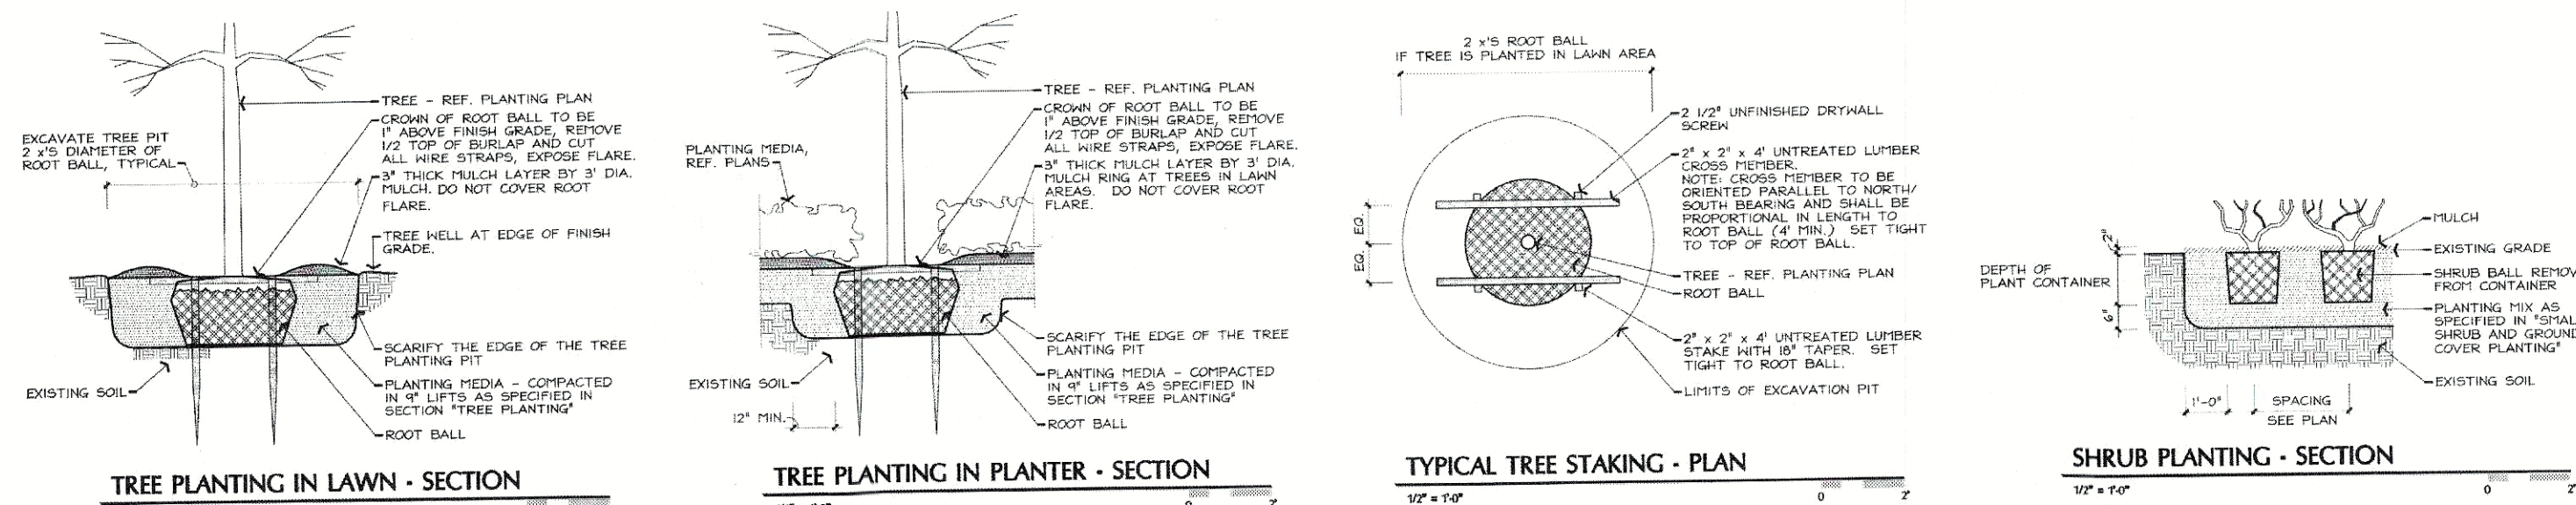 EXCAVATE TREE PIT
2 x'S DIAMETER OF
ROOT BALL, TYPICAL
TREE - REF. PLANTING PLAN
CROWN OF ROOT BALL TO BE
1" ABOVE FINISH GRADE, REMOVE
1/2 TOP OF BURLAP AND CUT
ALL WIRE STRAPS, EXPOSE FLARE.
3" THICK MULCH LAYER BY 3' DIA.
MULCH. DO NOT COVER ROOT
FLARE.
TREE WELL AT EDGE OF FINISH
GRADE.
SCARIFY THE EDGE OF THE TREE
PLANTING PIT
PLANTING MEDIA - COMPACTED
IN 9" LIFTS AS SPECIFIED IN
SECTION "TREE PLANTING"
ROOT BALL
EXISTING SOIL
TREE PLANTING IN LAWN - SECTION
PLANTING MEDIA,
REF. PLANS
TREE - REF. PLANTING PLAN
CROWN OF ROOT BALL TO BE
1" ABOVE FINISH GRADE, REMOVE
1/2 TOP OF BURLAP AND CUT
ALL WIRE STRAPS, EXPOSE FLARE.
3" THICK MULCH LAYER BY 3' DIA.
MULCH RING AT TREES IN LAWN
AREAS. DO NOT COVER ROOT
FLARE.
SCARIFY THE EDGE OF THE TREE
PLANTING PIT
PLANTING MEDIA - COMPACTED
IN 9" LIFTS AS SPECIFIED IN
SECTION "TREE PLANTING"
ROOT BALL
EXISTING SOIL
12" MIN.
TREE PLANTING IN PLANTER - SECTION
0 2'
2 x'S ROOT BALL
IF TREE IS PLANTED IN LAWN AREA
EQ. EQ.
2 1/2" UNFINISHED DRYWALL
SCREW
2" x 2" x 4' UNTREATED LUMBER
CROSS MEMBER.
NOTE: CROSS MEMBER TO BE
ORIENTED PARALLEL TO NORTH/
SOUTH BEARING AND SHALL BE
PROPORTIONAL IN LENGTH TO
ROOT BALL (4' MIN.) SET TIGHT
TO TOP OF ROOT BALL.
TREE - REF. PLANTING PLAN
ROOT BALL
2" x 2" x 4' UNTREATED LUMBER
STAKE WITH 18" TAPER. SET
TIGHT TO ROOT BALL.
LIMITS OF EXCAVATION PIT
TYPICAL TREE STAKING - PLAN
1/2" = 1'-0"
0 2'
2"
DEPTH OF
PLANT CONTAINER
6"
MULCH
EXISTING GRADE
SHRUB BALL REMOV
FROM CONTAINER
PLANTING MIX AS
SPECIFIED IN "SMAL
SHRUB AND GROUND
COVER PLANTING"
EXISTING SOIL
1'-0"
SPACING
SEE PLAN
SHRUB PLANTING - SECTION
1/2" = 1'-0"
0 2'